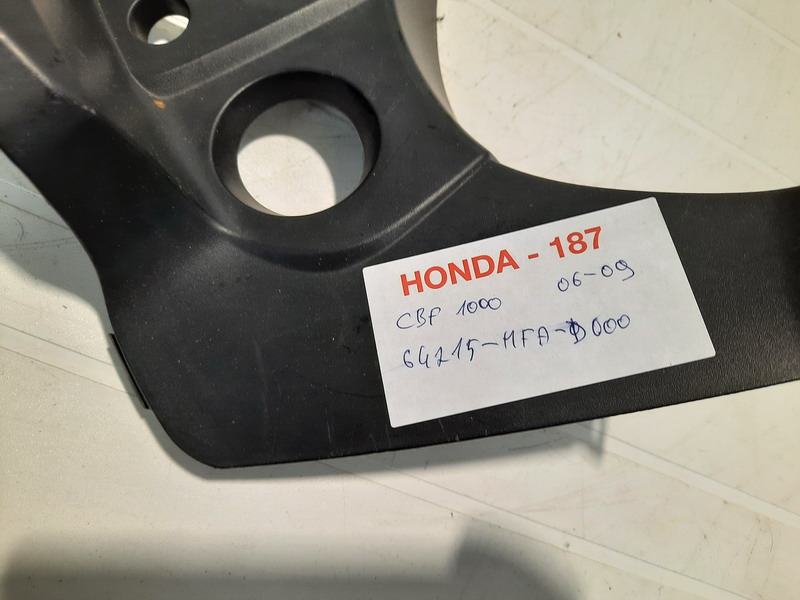 HONDA - 187
CBF 1000 06-09
64215-MFA-D000